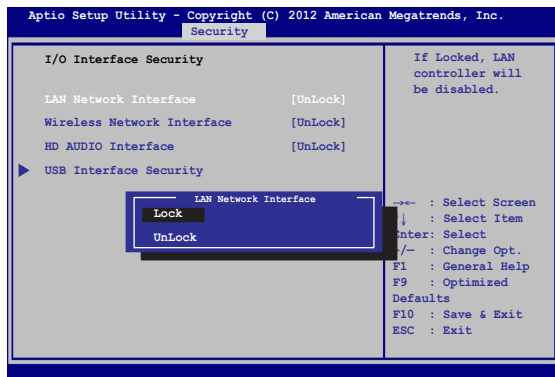 Aptio Setup Utility - Copyright (C) 2012 American Megatrends, Inc.
Security
I/O Interface Security
LAN Network Interface [UnLock]
Wireless Network Interface [UnLock]
HD AUDIO Interface [UnLock]
USB Interface Security
If Locked, LAN
controller will
be disabled.
LAN Network Interface
Lock
UnLock
→← : Select Screen
↓ : Select Item
Enter: Select
+/— : Change Opt.
F1 : General Help
F9 : Optimized
Defaults
F10 : Save & Exit
ESC : Exit